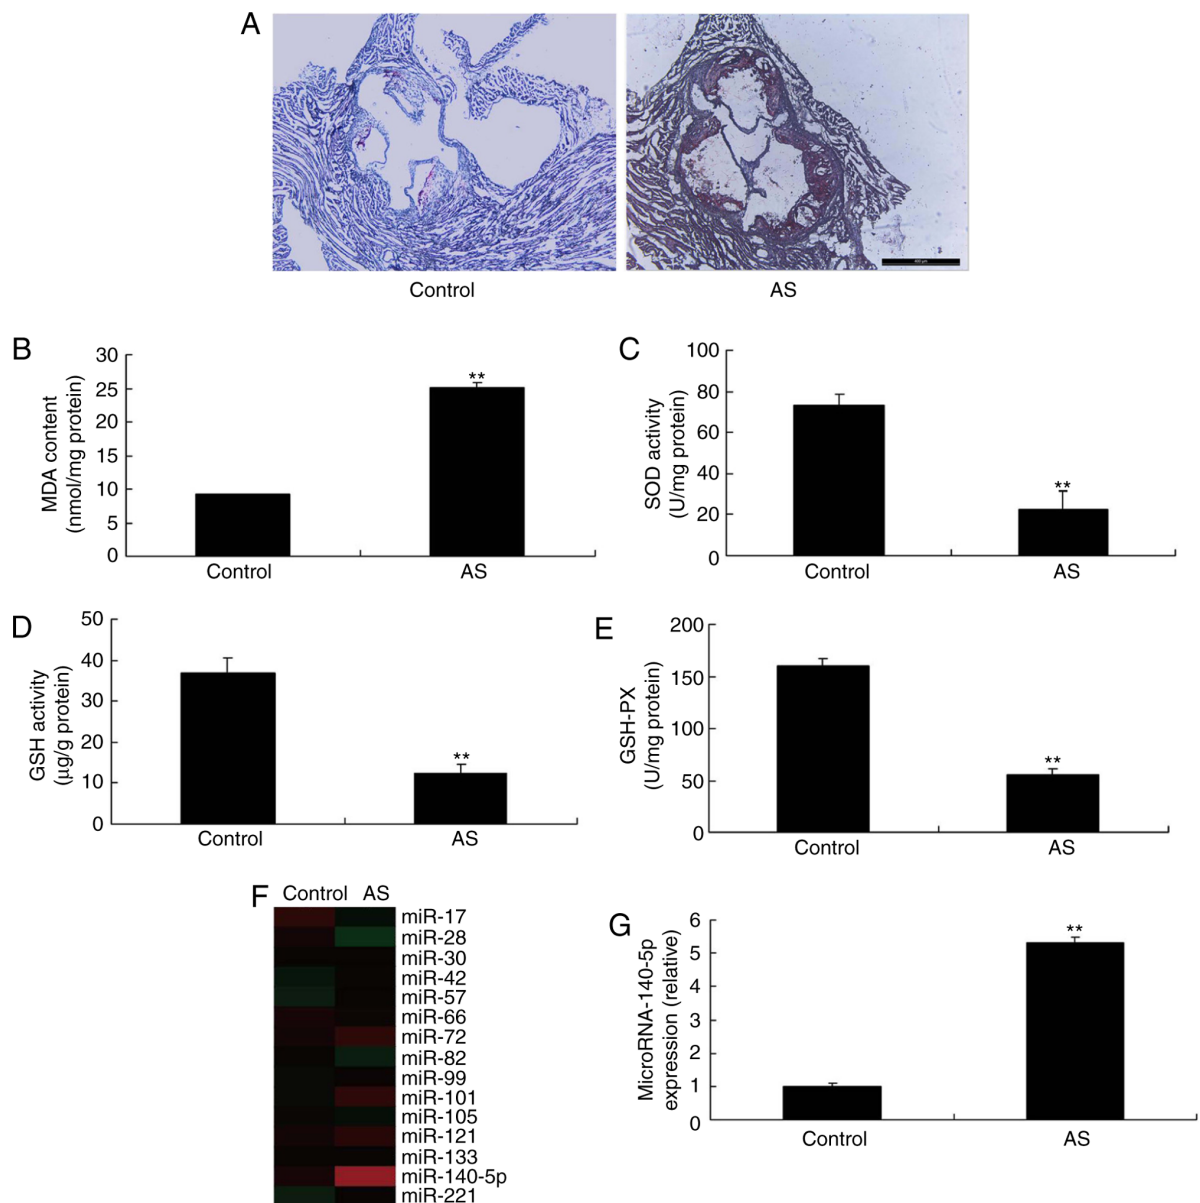 A
Control
AS
B
MDA content
(nmol/mg protein)
30
25
20
15
10
5
0
**
Control
AS
C
SOD activity
(U/mg protein)
100
80
60
40
20
0
**
Control
AS
D
GSH activity
(µg/g protein)
50
40
30
20
10
0
**
Control
AS
E
GSH-PX
(U/mg protein)
200
150
100
50
0
**
Control
AS
F
Control AS
miR-17
miR-28
miR-30
miR-42
miR-57
miR-66
miR-72
miR-82
miR-99
miR-101
miR-105
miR-121
miR-133
miR-140-5p
miR-221
G
MicroRNA-140-5p
expression (relative)
6
5
4
3
2
1
0
**
Control
AS